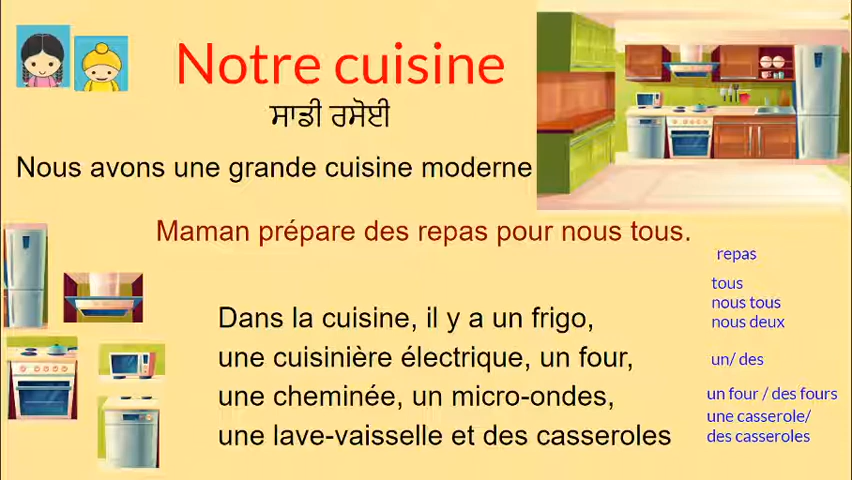 Notre cuisine
ਸਾਡੀ ਰਸੋਈ
Nous avons une grande cuisine moderne
Maman prépare des repas pour nous tous.
repas
tous
nous tous
nous deux
Dans la cuisine, il y a un frigo,
une cuisinière électrique, un four,
une cheminée, un micro-ondes,
une lave-vaisselle et des casseroles
un/ des
un four / des fours
une casserole/
des casseroles